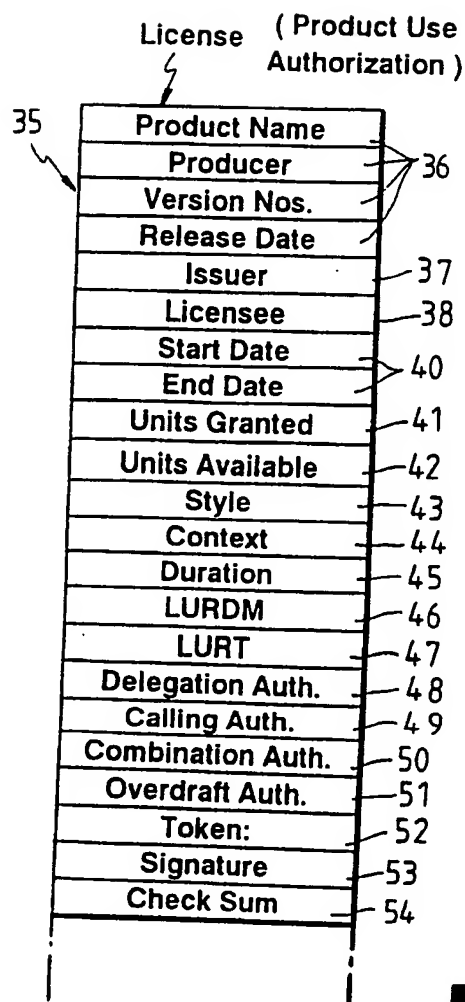 License ( Product Use
Authorization )
35
Product Name
Producer
36
Version Nos.
Release Date
Issuer 37
Licensee 38
Start Date
40
End Date
Units Granted 41
Units Available 42
Style 43
Context 44
Duration 45
LURDM 46
LURT 47
Delegation Auth. 48
Calling Auth. 49
Combination Auth. 50
Overdraft Auth. 51
Token: 52
Signature 53
Check Sum 54